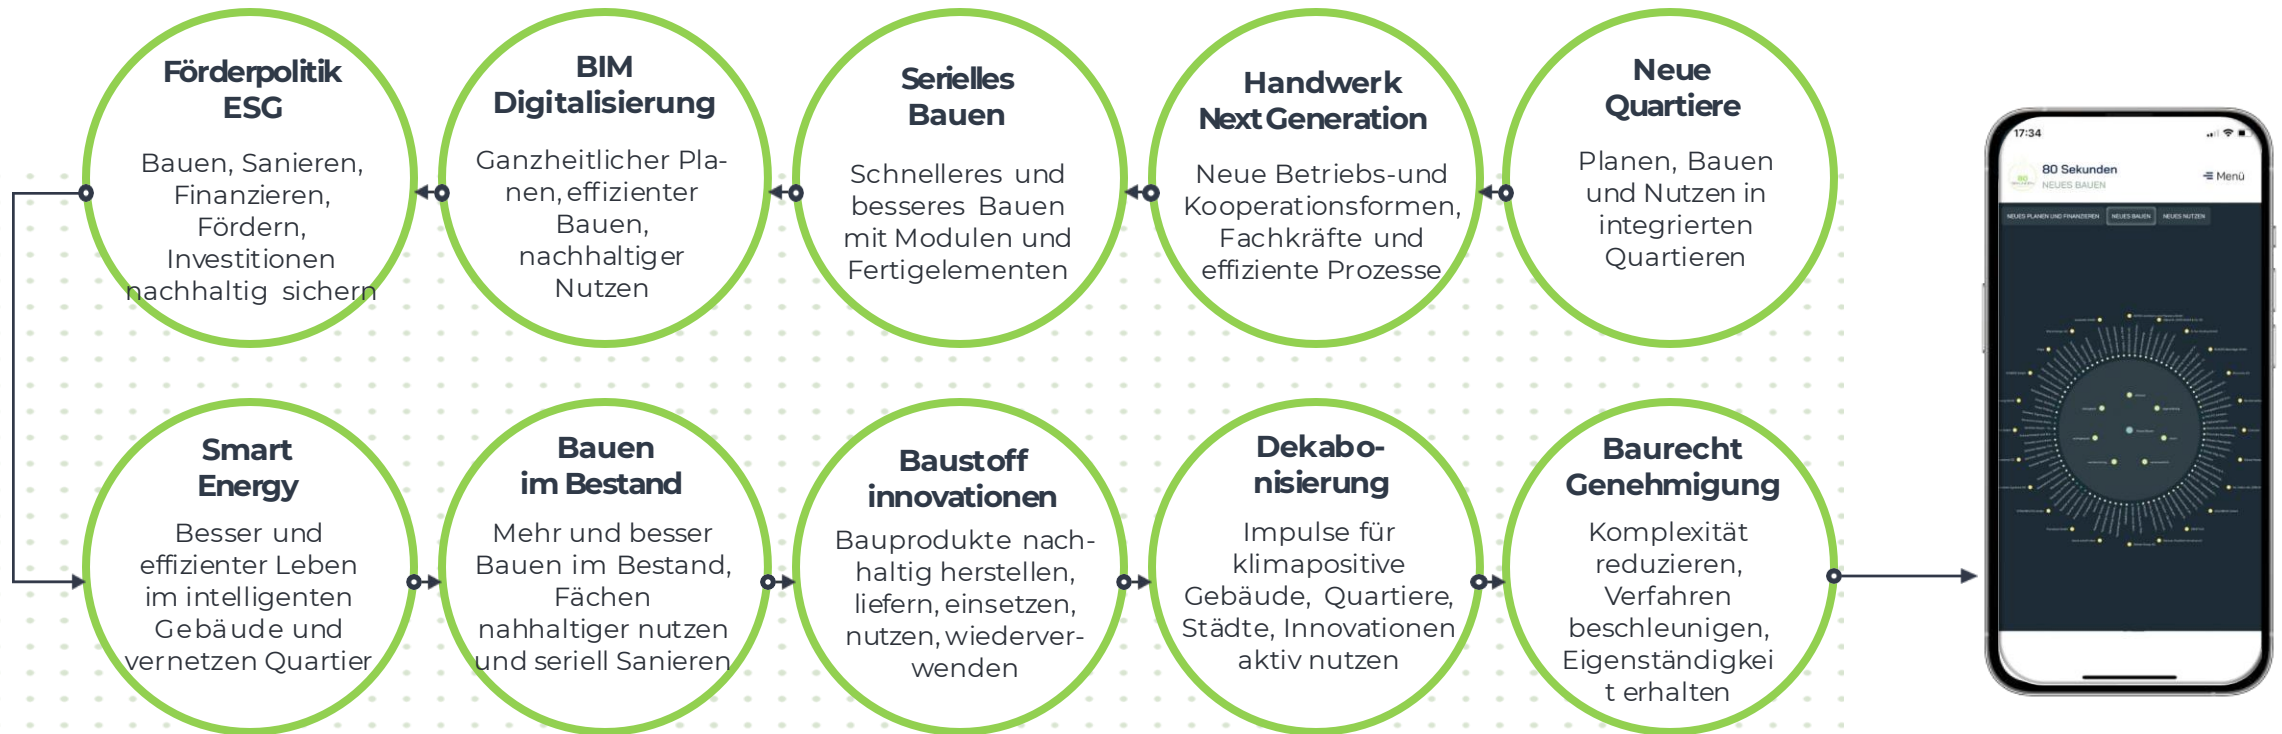 Förderpolitik
ESG
Bauen, Sanieren,
Finanzieren,
Fördern,
Investitionen
nachhaltig sichern
BIM
Digitalisierung
Ganzheitlicher Pla-
nen, effizienter
Bauen,
nachhaltiger
Nutzen
Serielles
Bauen
Schnelleres und
besseres Bauen
mit Modulen und
Fertigelementen
Handwerk
Next Generation
Neue Betriebs-und
Kooperationsformen,
Fachkräfte und
effiziente Prozesse
Neue
Quartiere
Planen, Bauen
und Nutzen in
integrierten
Quartieren
Smart
Energy
Besser und
effizienter Leben
im intelligenten
Gebäude und
vernetzen Quartier
Bauen
im Bestand
Mehr und besser
Bauen im Bestand,
Fächen
nahhaltiger nutzen
und seriell Sanieren
Baustoff
innovationen
Bauprodukte nach-
haltig herstellen,
liefern, einsetzen,
nutzen, wiederver-
wenden
Dekabo-
nisierung
Impulse für
klimapositive
Gebäude, Quartiere,
Städte, Innovationen
aktiv nutzen
Baurecht
Genehmigung
Komplexität
reduzieren,
Verfahren
beschleunigen,
Eigenständigkei
t erhalten
17:34
80 Sekunden
NEUES BAUEN
Menü
NEUES PLANEN UND FINANZIEREN NEUES BAUEN NEUES NUTZEN